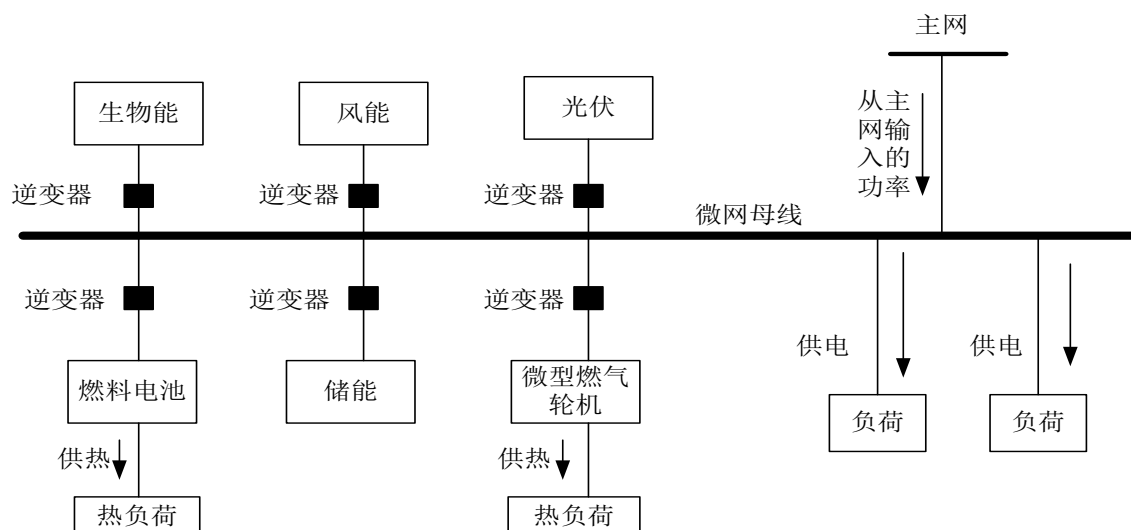 主网
生物能
风能
光伏
从主
网输
入的
功率
逆变器
逆变器
逆变器
微网母线
逆变器
逆变器
逆变器
供电
供电
燃料电池
储能
微型燃气
轮机
负荷
负荷
供热
供热
热负荷
热负荷